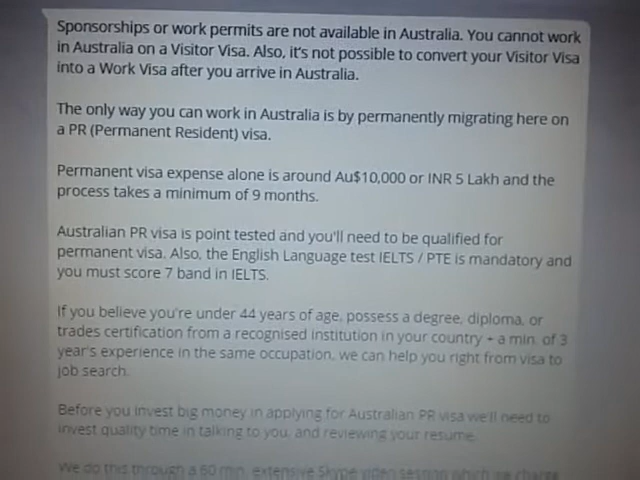 Sponsorships or work permits are not available in Australia. You cannot work
in Australia on a Visitor Visa. Also, it's not possible to convert your Visitor Visa
into a Work Visa after you arrive in Australia.
The only way you can work in Australia is by permanently migrating here on
a PR (Permanent Resident) visa.
Permanent visa expense alone is around Au$10,000 or INR 5 Lakh and the
process takes a minimum of 9 months.
Australian PR visa is point tested and you'll need to be qualified for
permanent visa. Also, the English Language test IELTS / PTE is mandatory and
you must score 7 band in IELTS.
If you believe you're under 44 years of age, possess a degree, diploma, or
trades certification from a recognised institution in your country + a min. of 3
year's experience in the same occupation, we can help you right from visa to
job search.
Before you invest big money in applying for Australian PR visa we'll need to
invest quality time in talking to you, and reviewing your resume.
We do this through a 60 min. extensive Skype video session which we charge